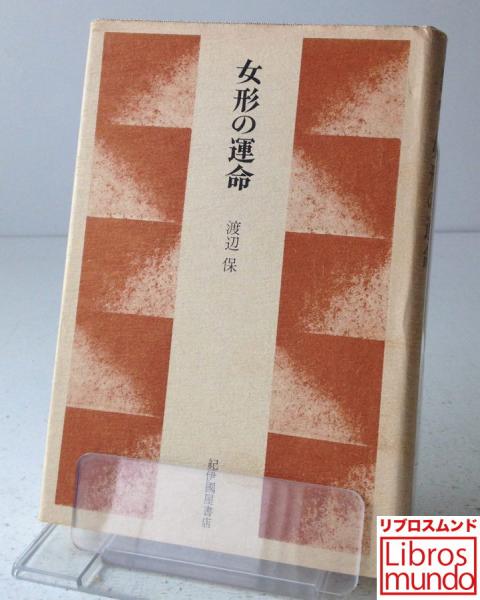 女形の運命
渡辺 保
紀伊國屋書店
リブロスムンド
Libros
mundo